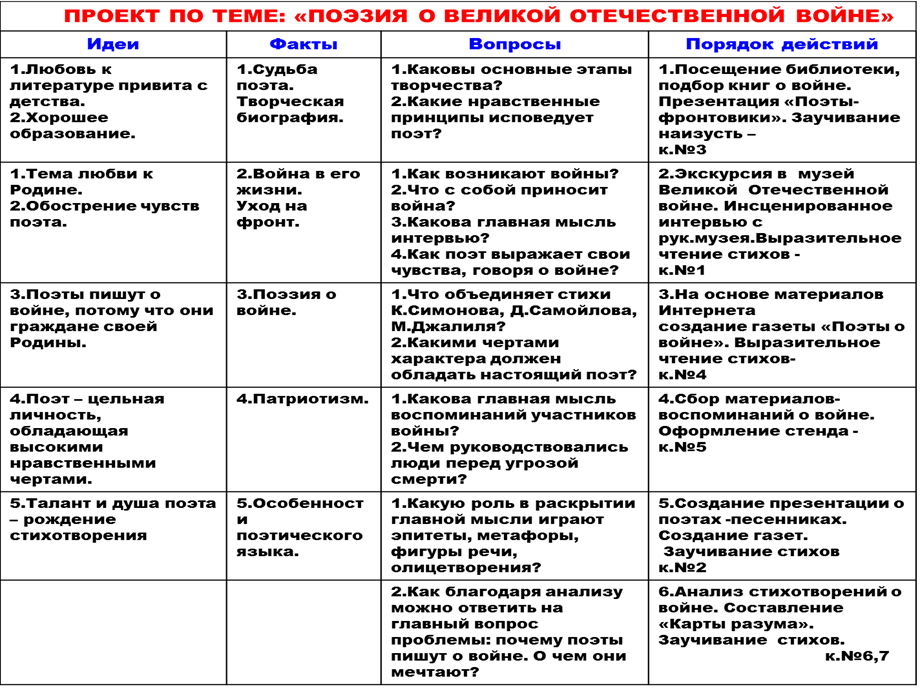 ПРОЕКТ ПО ТЕМЕ: «ПОЭЗИЯ О ВЕЛИКОЙ ОТЕЧЕСТВЕННОЙ ВОЙНЕ»
Идеи
Факты
Вопросы
Порядок действий
1.Любовь к
литературе привита с
детства.
2.Хорошее
образование.
1.Судьба
поэта.
Творческая
биография.
1.Каковы основные этапы
творчества?
2.Какие нравственные
принципы исповедует
поэт?
1.Посещение библиотеки,
подбор книг о войне.
Презентация «Поэты-
фронтовики». Заучивание
наизусть –
к.№3
1.Тема любви к
Родине.
2.Обострение чувств
поэта.
2.Война в его
жизни.
Уход на
фронт.
1.Как возникают войны?
2.Что с собой приносит
война?
3.Какова главная мысль
интервью?
4.Как поэт выражает свои
чувства, говоря о войне?
2.Экскурсия в музей
Великой Отечественной
войне. Инсценированное
интервью с
рук.музея.Выразительное
чтение стихов -
к.№1
3.Поэты пишут о
войне, потому что они
граждане своей
Родины.
3.Поэзия о
войне.
1.Что объединяет стихи
К.Симонова, Д.Самойлова,
М.Джалиля?
2.Какими чертами
характера должен
обладать настоящий поэт?
3.На основе материалов
Интернета
создание газеты «Поэты о
войне». Выразительное
чтение стихов-
к.№4
4.Поэт – цельная
личность,
обладающая
высокими
нравственными
чертами.
4.Патриотизм.
1.Какова главная мысль
воспоминаний участников
войны?
2.Чем руководствовались
люди перед угрозой
смерти?
4.Сбор материалов-
воспоминаний о войне.
Оформление стенда -
к.№5
5.Талант и душа поэта
– рождение
стихотворения
5.Особенност
и
поэтического
языка.
1.Какую роль в раскрытии
главной мысли играют
эпитеты, метафоры,
фигуры речи,
олицетворения?
5.Создание презентации о
поэтах -песенниках.
Создание газет.
Заучивание стихов
к.№2
2.Как благодаря анализу
можно ответить на
главный вопрос
проблемы: почему поэты
пишут о войне. О чем они
мечтают?
6.Анализ стихотворений о
войне. Составление
«Карты разума».
Заучивание стихов.
к.№6,7